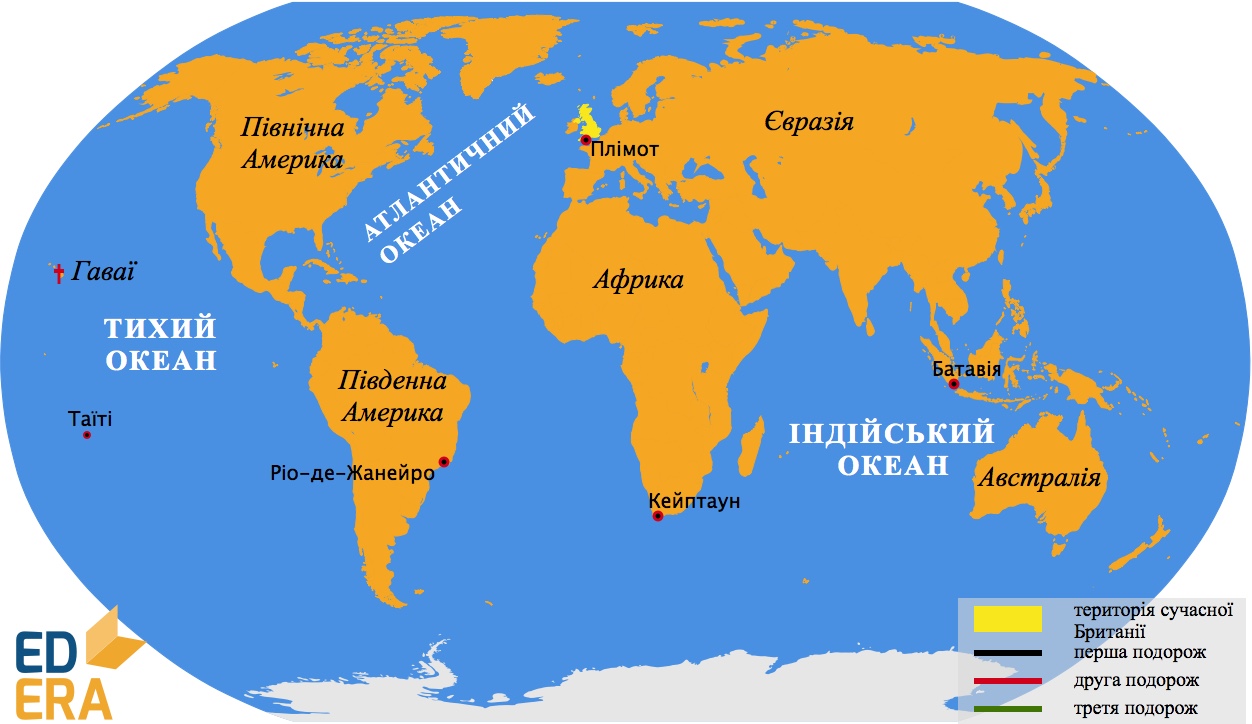 Північна
Америка
АТЛАНТИЧНИЙ
ОКЕАН
Плімот
Євразія
Гаваї
ТИХИЙ
ОКЕАН
Африка
Південна
Америка
Батавія
Таїті
ІНДІЙСЬКИЙ
ОКЕАН
Ріо-де-Жанейро
Австралія
Кейптаун
територія сучасної
Британії
перша подорож
друга подорож
третя подорож
ED
ERA